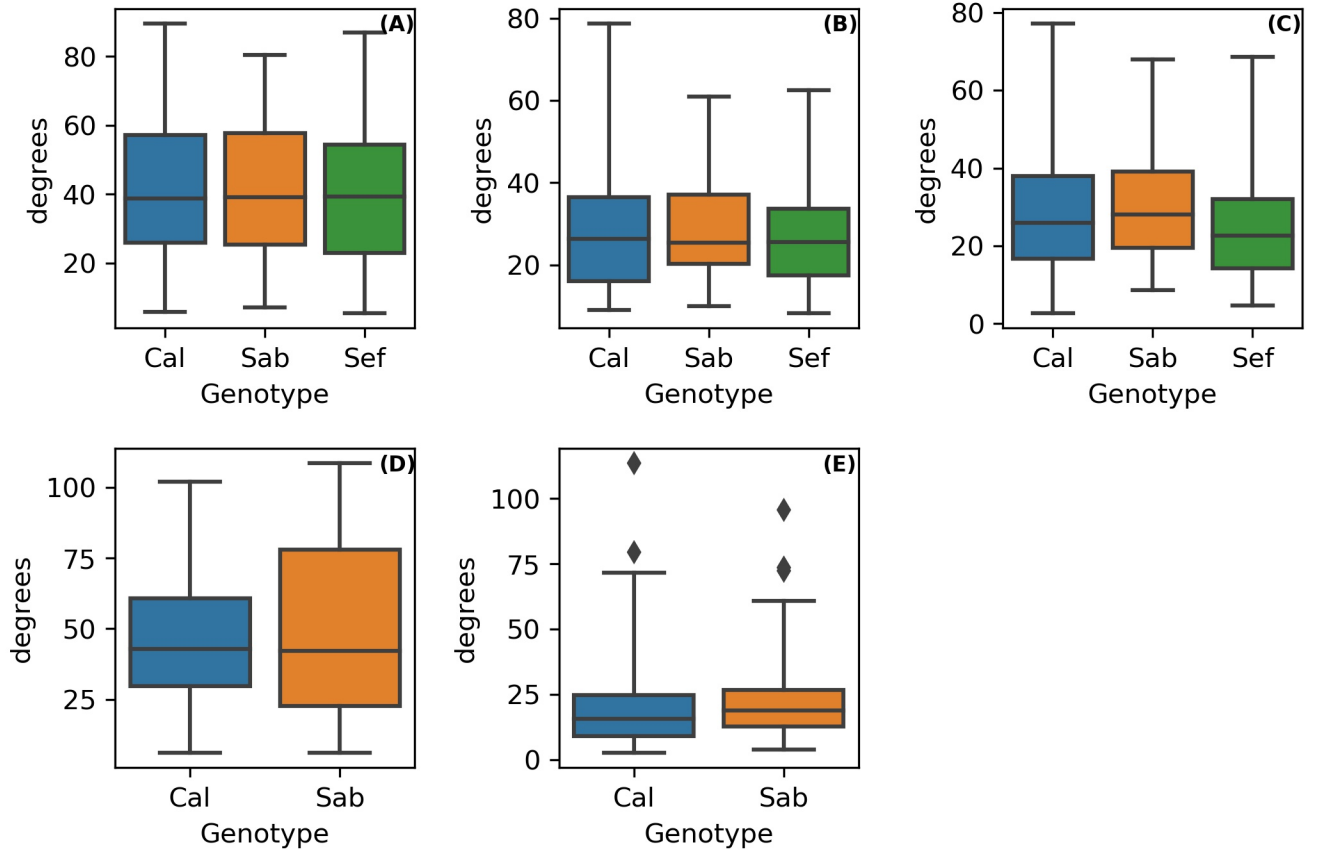 (A)
degrees
80
60
40
20
Cal Sab Sef
Genotype
(B)
degrees
80
60
40
20
Cal Sab Sef
Genotype
(C)
degrees
80
60
40
20
0
Cal Sab Sef
Genotype
(D)
degrees
100
75
50
25
Cal Sab
Genotype
(E)
degrees
100
75
50
25
0
Cal Sab
Genotype